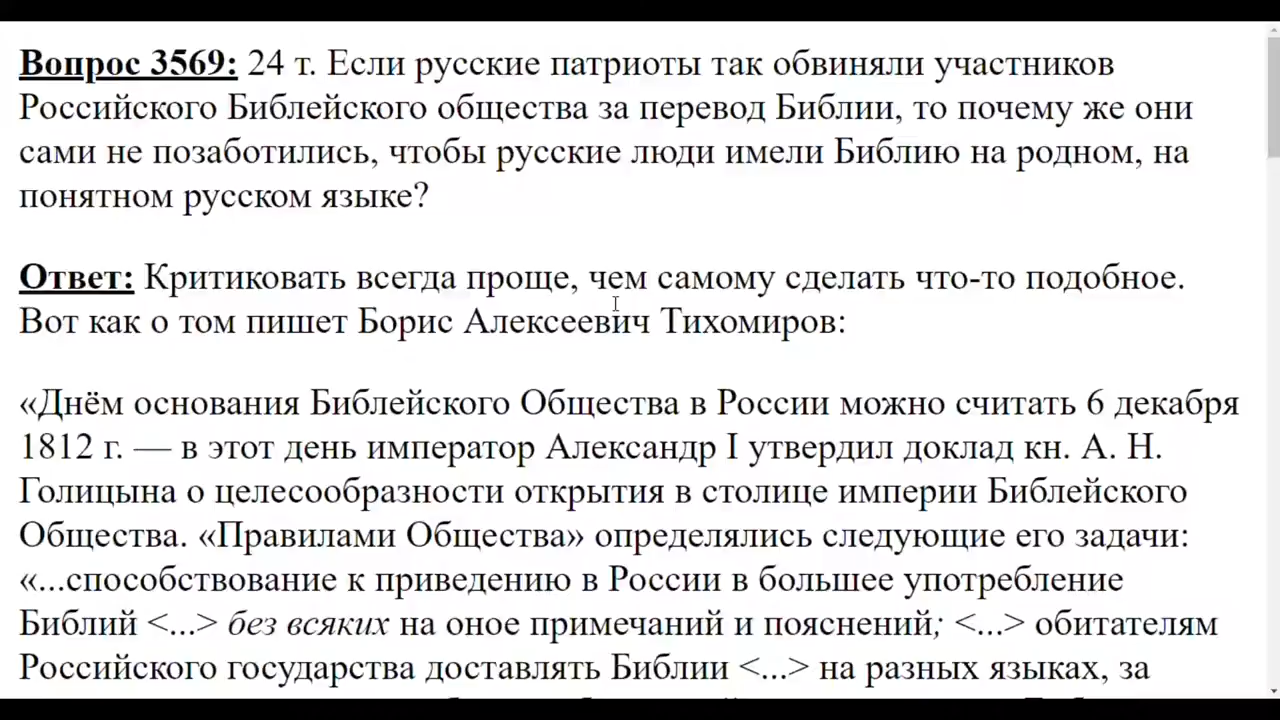 Вопрос 3569: 24 т. Если русские патриоты так обвиняли участников
Российского Библейского общества за перевод Библии, то почему же они
сами не позаботились, чтобы русские люди имели Библию на родном, на
понятном русском языке?
Ответ: Критиковать всегда проще, чем самому сделать что-то подобное.
Вот как о том пишет Борис Алексеевич Тихомиров:
«Днём основания Библейского Общества в России можно считать 6 декабря
1812 г. — в этот день император Александр I утвердил доклад кн. А. Н.
Голицына о целесообразности открытия в столице империи Библейского
Общества. «Правилами Общества» определялись следующие его задачи:
«...способствование к приведению в России в большее употребление
Библий <...> без всяких на оное примечаний и пояснений; <...> обитателям
Российского государства доставлять Библии <...> на разных языках, за